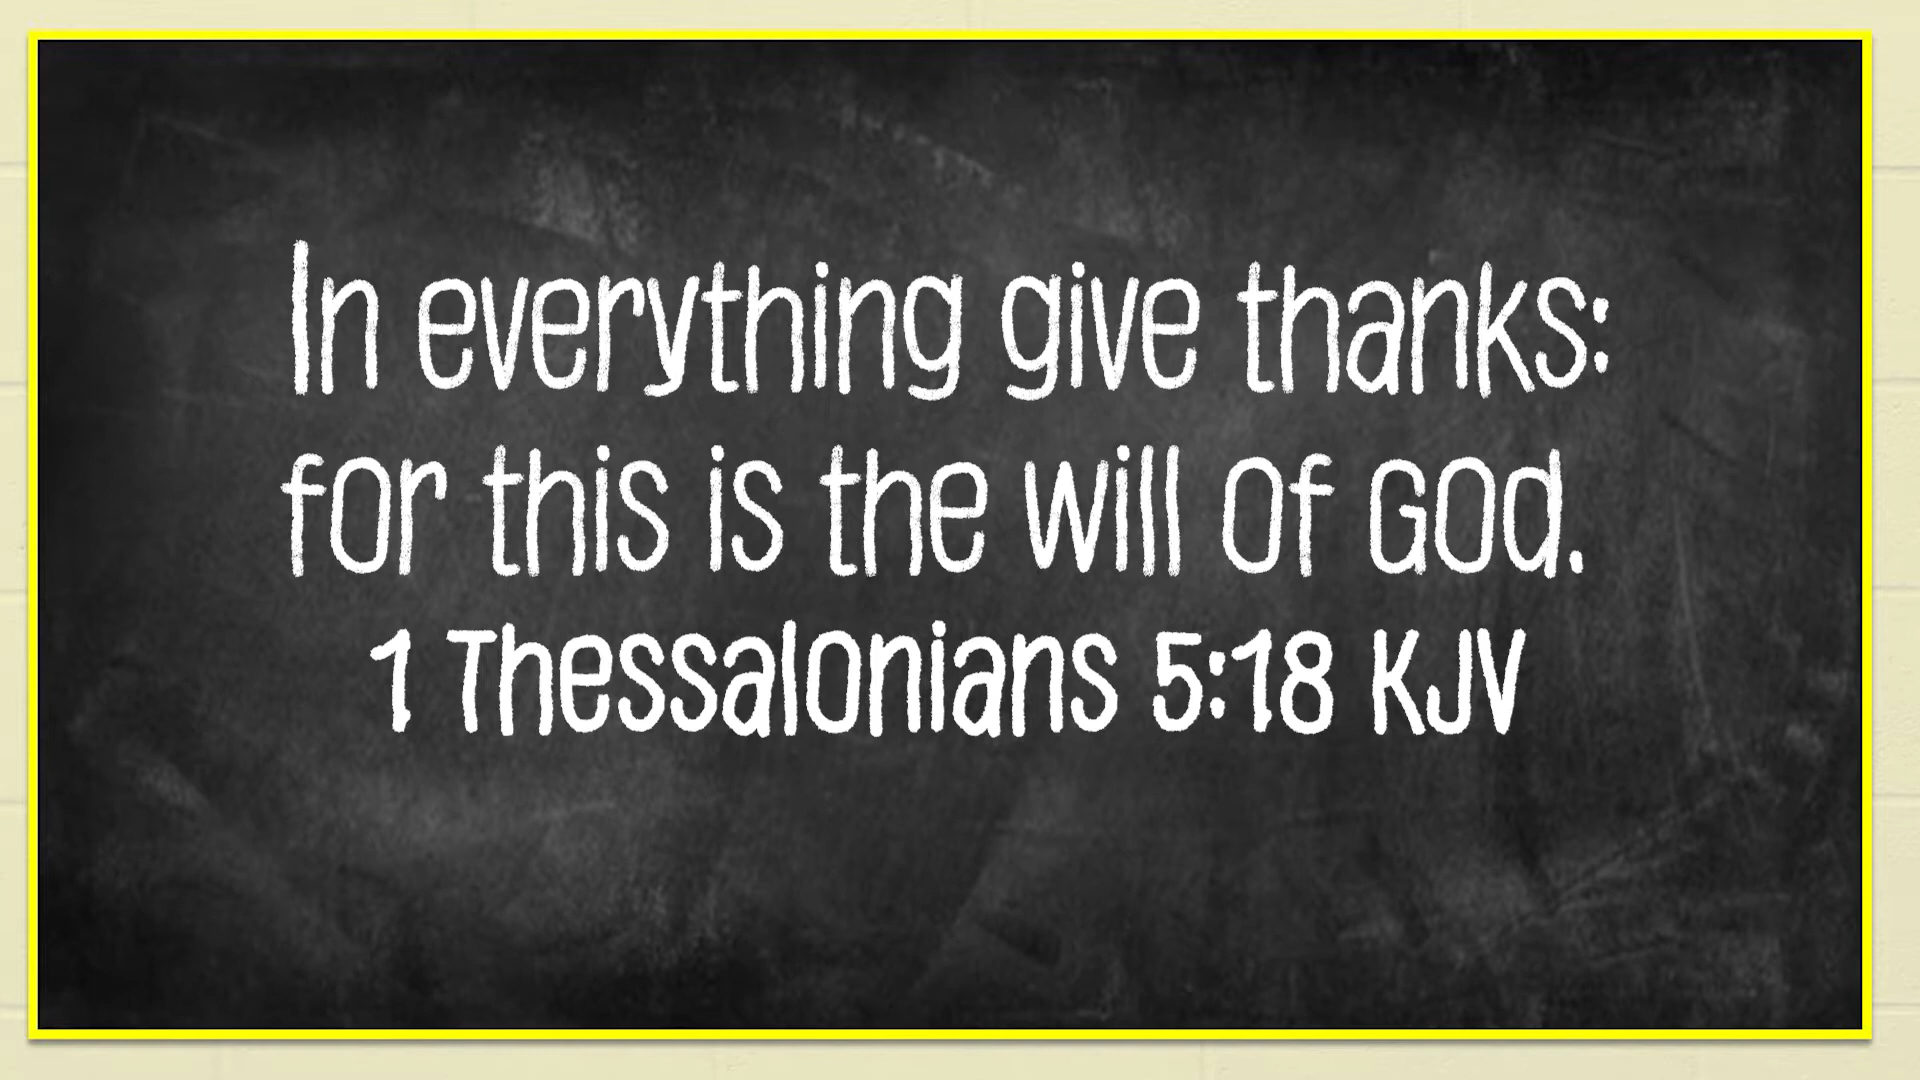 In everything give thanks:
for this is the will of God.
1 Thessalonians 5:18 KJV